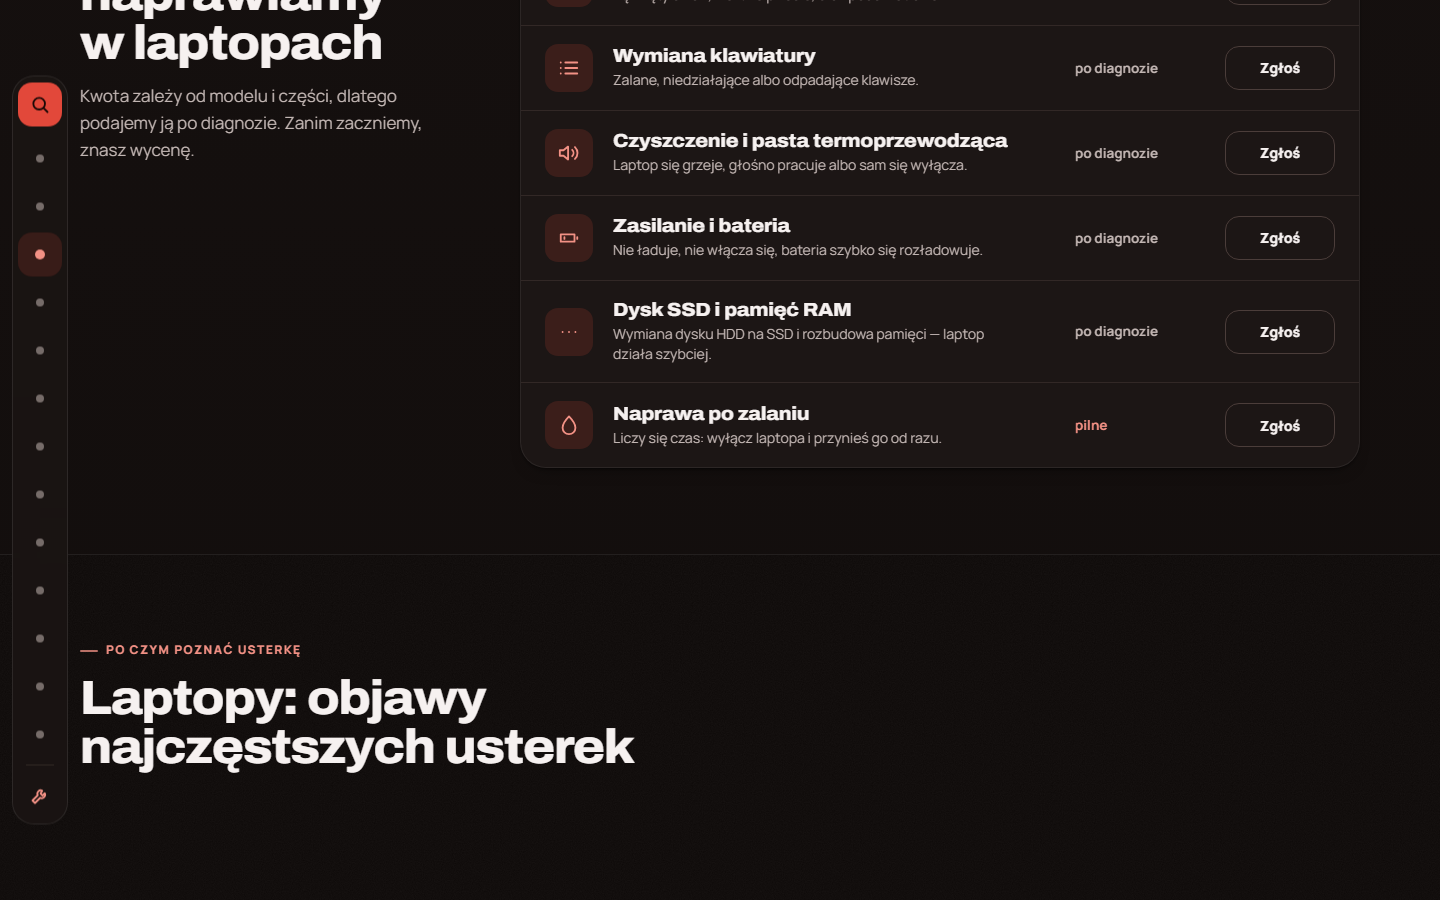 naprawiamy
w laptopach
Kwota zależy od modelu i części, dlatego
podajemy ją po diagnozie. Zanim zaczniemy,
znasz wycenę.
Wymiana klawiatury
Zalane, niedziałające albo odpadające klawisze.
po diagnozie
Zgłoś
Czyszczenie i pasta termoprzewodząca
Laptop się grzeje, głośno pracuje albo sam się wyłącza.
po diagnozie
Zgłoś
Zasilanie i bateria
Nie ładuje, nie włącza się, bateria szybko się rozładowuje.
po diagnozie
Zgłoś
Dysk SSD i pamięć RAM
Wymiana dysku HDD na SSD i rozbudowa pamięci — laptop
działa szybciej.
po diagnozie
Zgłoś
Naprawa po zalaniu
Liczy się czas: wyłącz laptopa i przynieś go od razu.
pilne
Zgłoś
PO CZYM POZNAĆ USTERKĘ
Laptopy: objawy
najczęstszych usterek